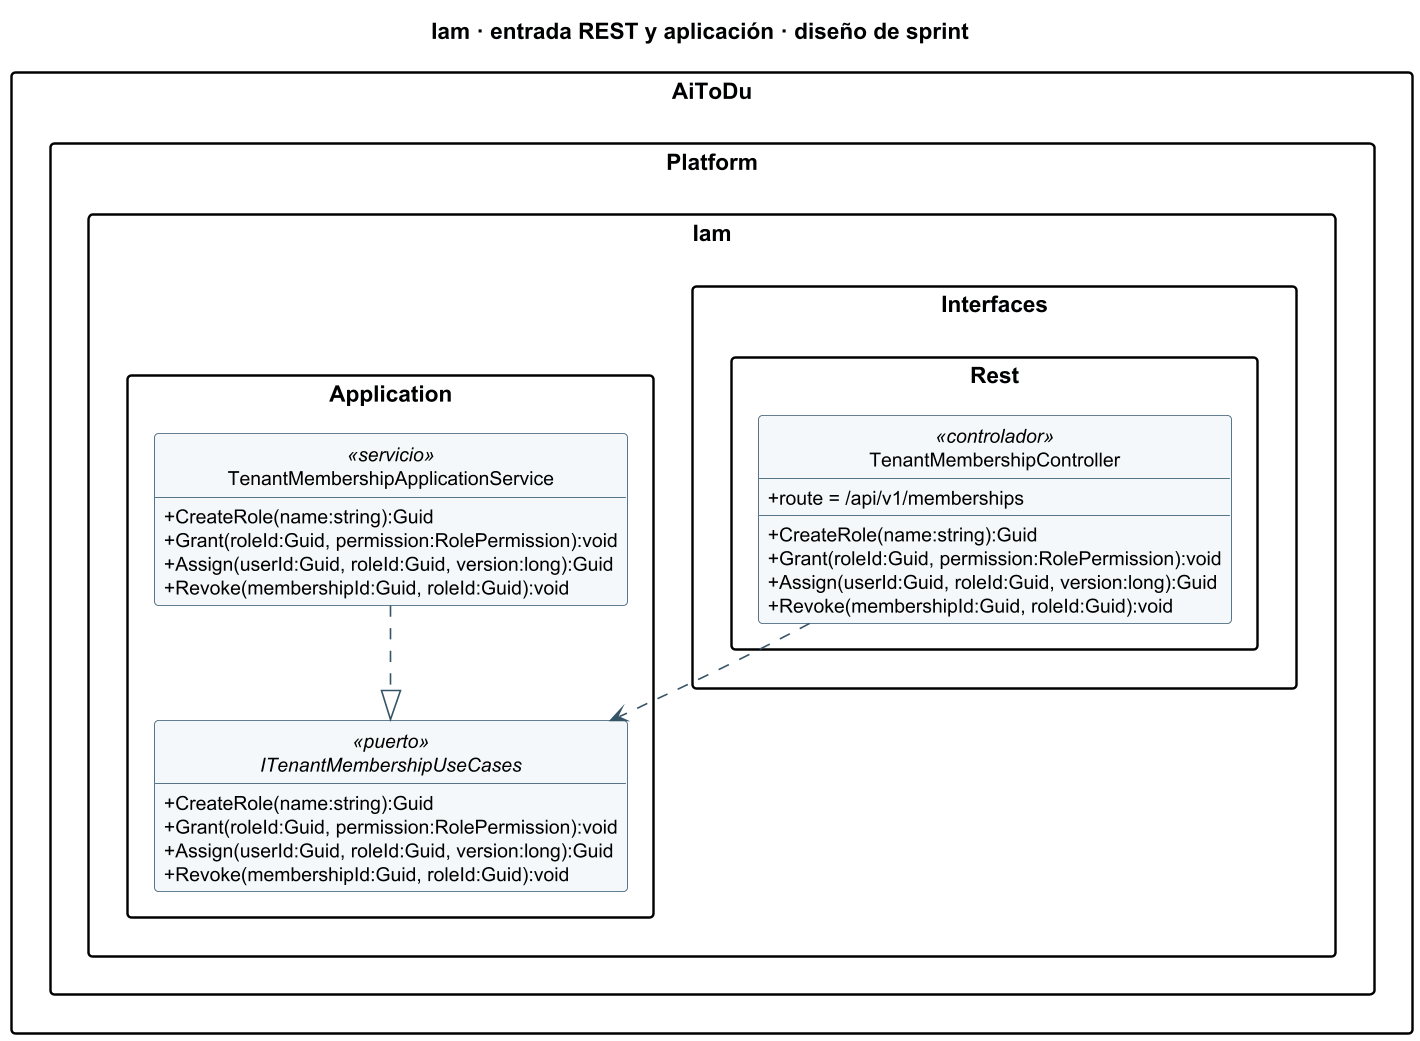 Iam · entrada REST y aplicación · diseño de sprint
AiToDu
Platform
Iam
Interfaces
Rest
«controlador»
TenantMembershipController
+route = /api/v1/memberships
+CreateRole(name:string):Guid
+Grant(roleId:Guid, permission:RolePermission):void
+Assign(userId:Guid, roleId:Guid, version:long):Guid
+Revoke(membershipId:Guid, roleId:Guid):void
Application
«servicio»
TenantMembershipApplicationService
+CreateRole(name:string):Guid
+Grant(roleId:Guid, permission:RolePermission):void
+Assign(userId:Guid, roleId:Guid, version:long):Guid
+Revoke(membershipId:Guid, roleId:Guid):void
«puerto»
ITenantMembershipUseCases
+CreateRole(name:string):Guid
+Grant(roleId:Guid, permission:RolePermission):void
+Assign(userId:Guid, roleId:Guid, version:long):Guid
+Revoke(membershipId:Guid, roleId:Guid):void